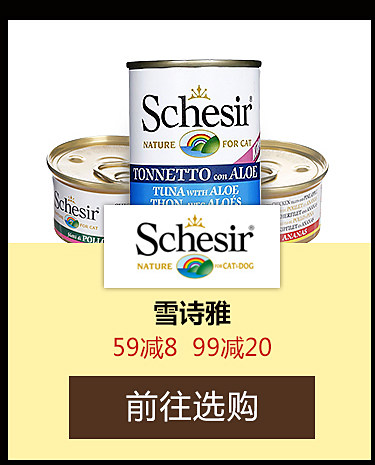 Schesir
NATURE FOR CAT
TONNETTO con ALOE
TUNA WITH ALOE
THON AVEC ALOÈS
Schesir
Schesir
NATURE FOR CAT&DOG
ANANAS
雪诗雅
59减8 99减20
前往选购